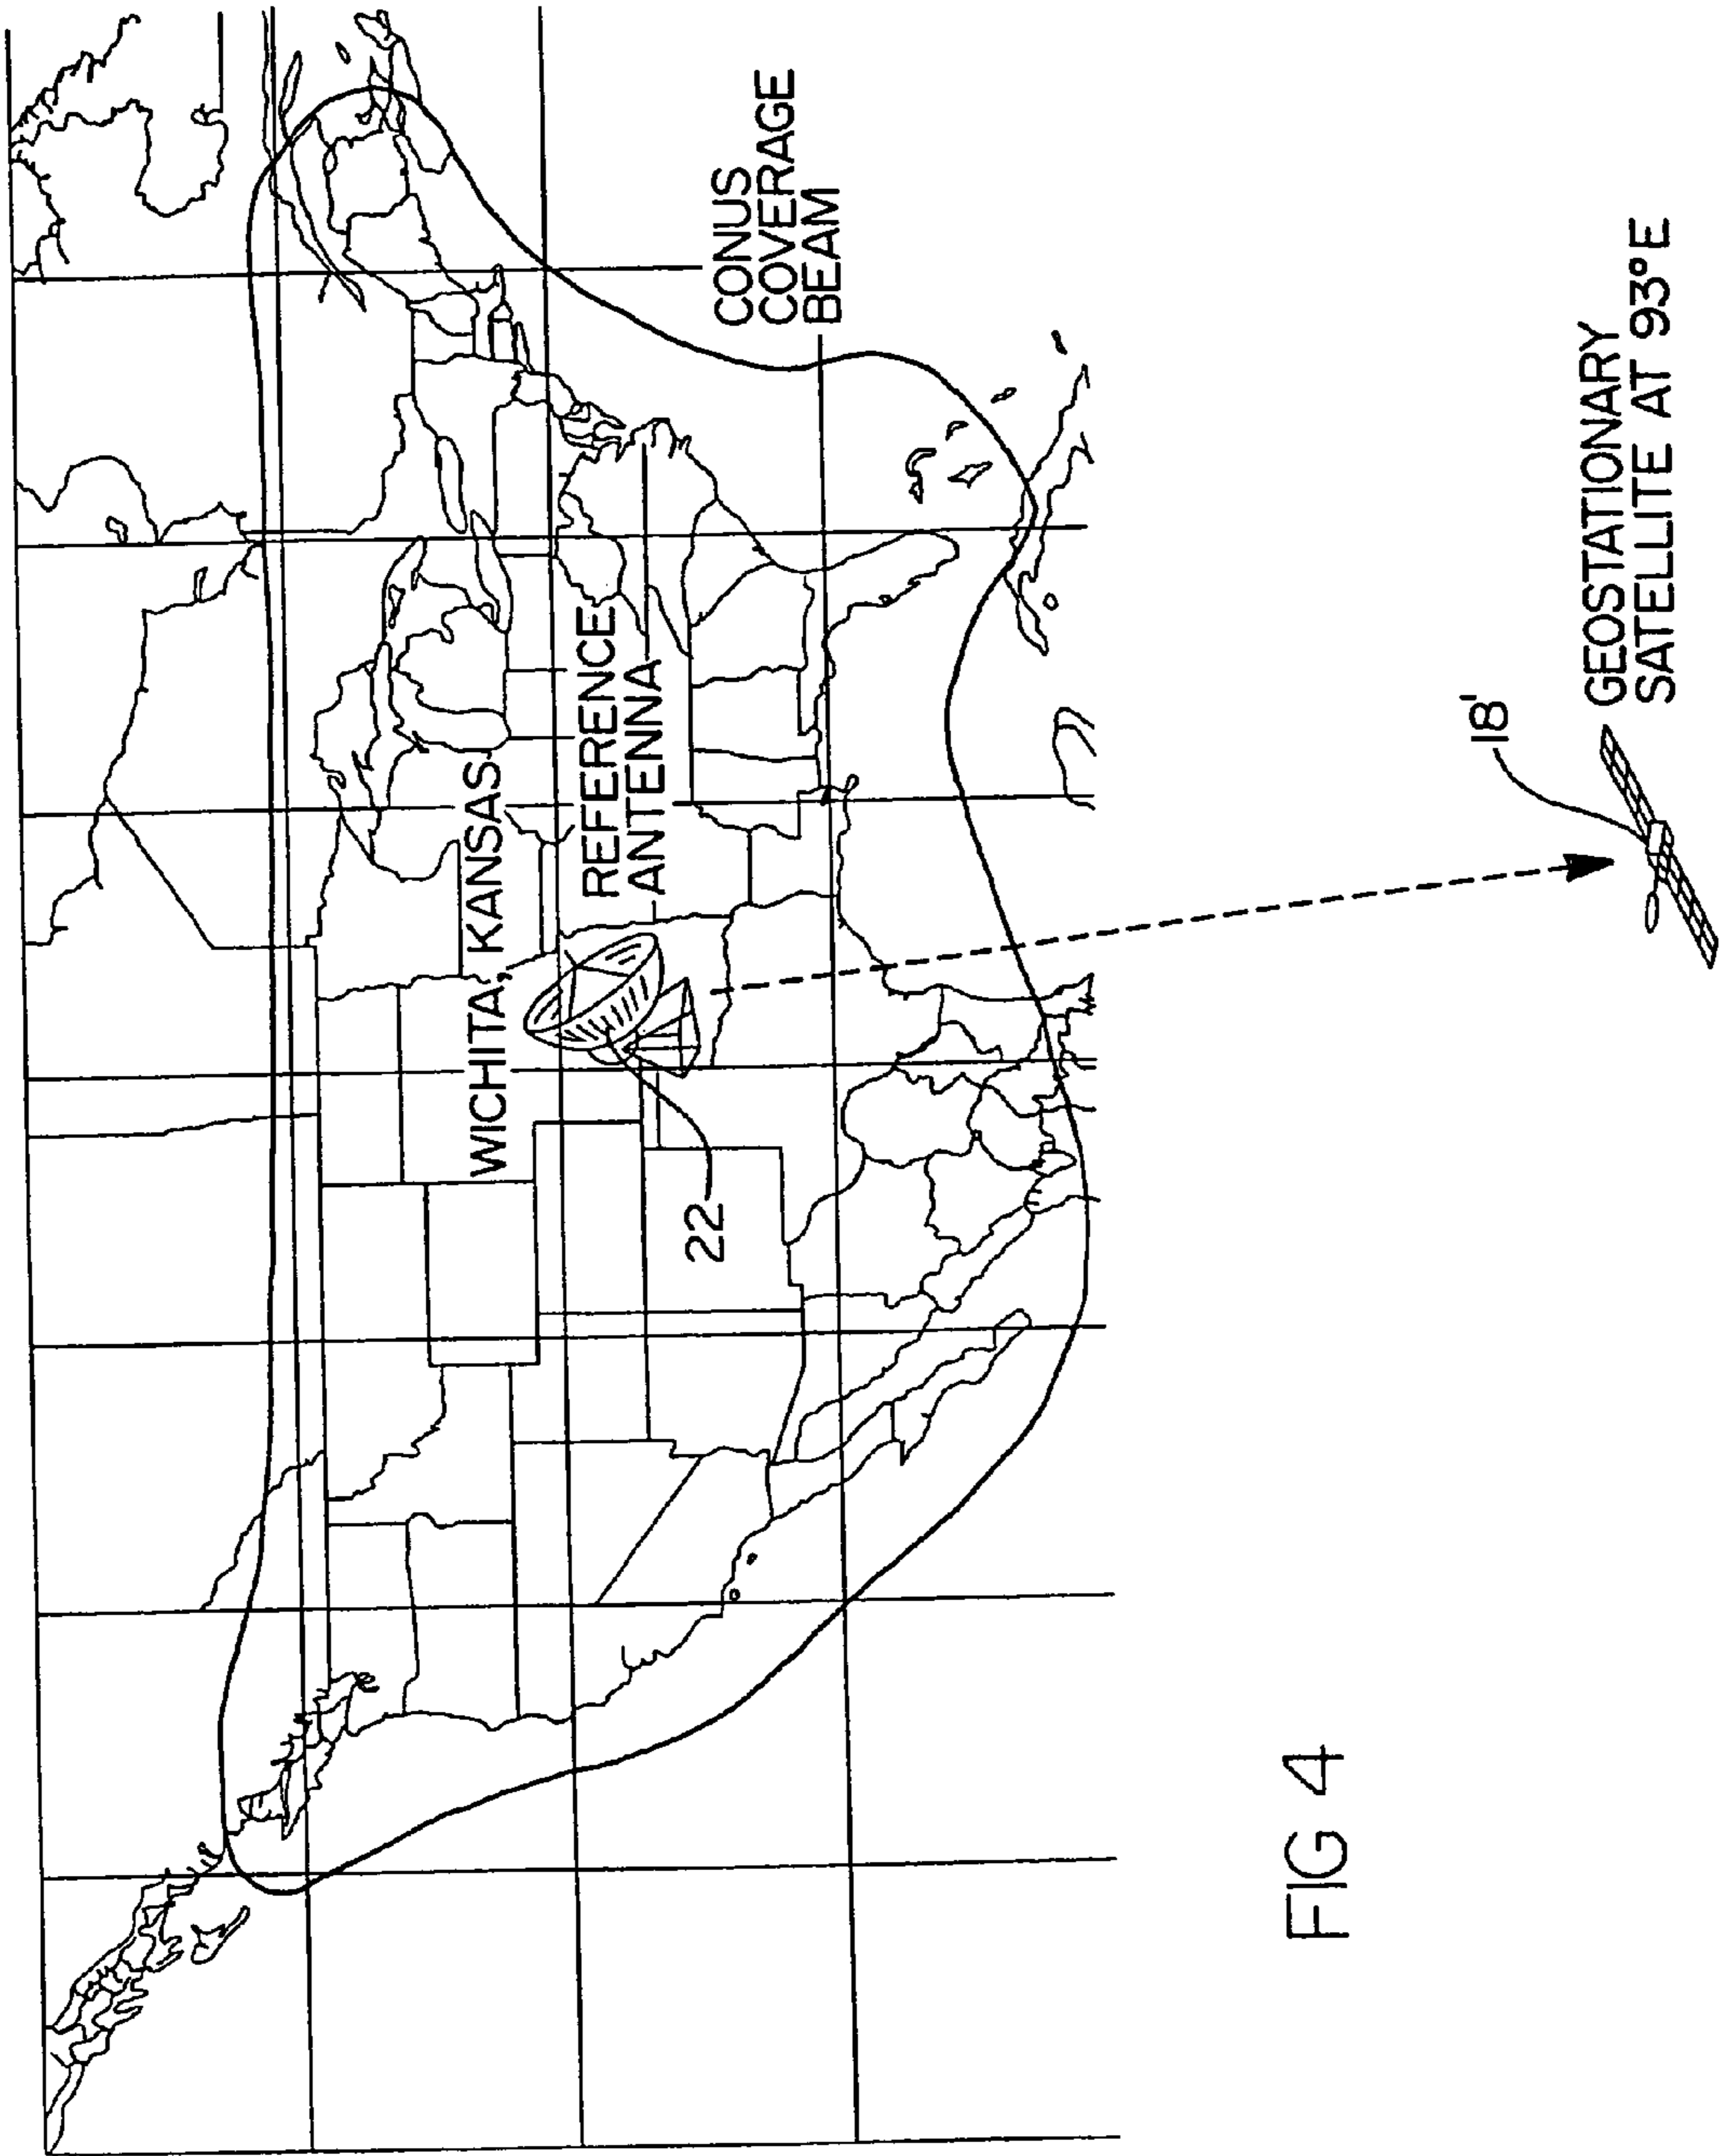 WICHITA, KANSAS
REFERENCE
ANTENNA
22
CONUS
COVERAGE
BEAM
18'
GEOSTATIONARY
SATELLITE AT 93°E
FIG 4